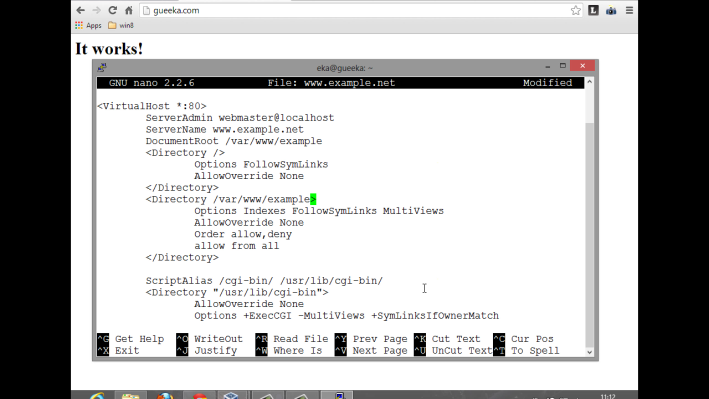 gueeka.com
Apps win8
It works!
eka@gueeka: ~
GNU nano 2.2.6 File: www.example.net Modified
<VirtualHost *:80>
ServerAdmin webmaster@localhost
ServerName www.example.net
DocumentRoot /var/www/example
<Directory />
Options FollowSymLinks
AllowOverride None
</Directory>
<Directory /var/www/example>
Options Indexes FollowSymLinks MultiViews
AllowOverride None
Order allow,deny
allow from all
</Directory>
ScriptAlias /cgi-bin/ /usr/lib/cgi-bin/
<Directory "/usr/lib/cgi-bin">
AllowOverride None
Options +ExecCGI -MultiViews +SymLinksIfOwnerMatch
^G Get Help ^O WriteOut ^R Read File ^Y Prev Page ^K Cut Text ^C Cur Pos
^X Exit ^J Justify ^W Where Is ^V Next Page ^U UnCut Text ^T To Spell
11:12